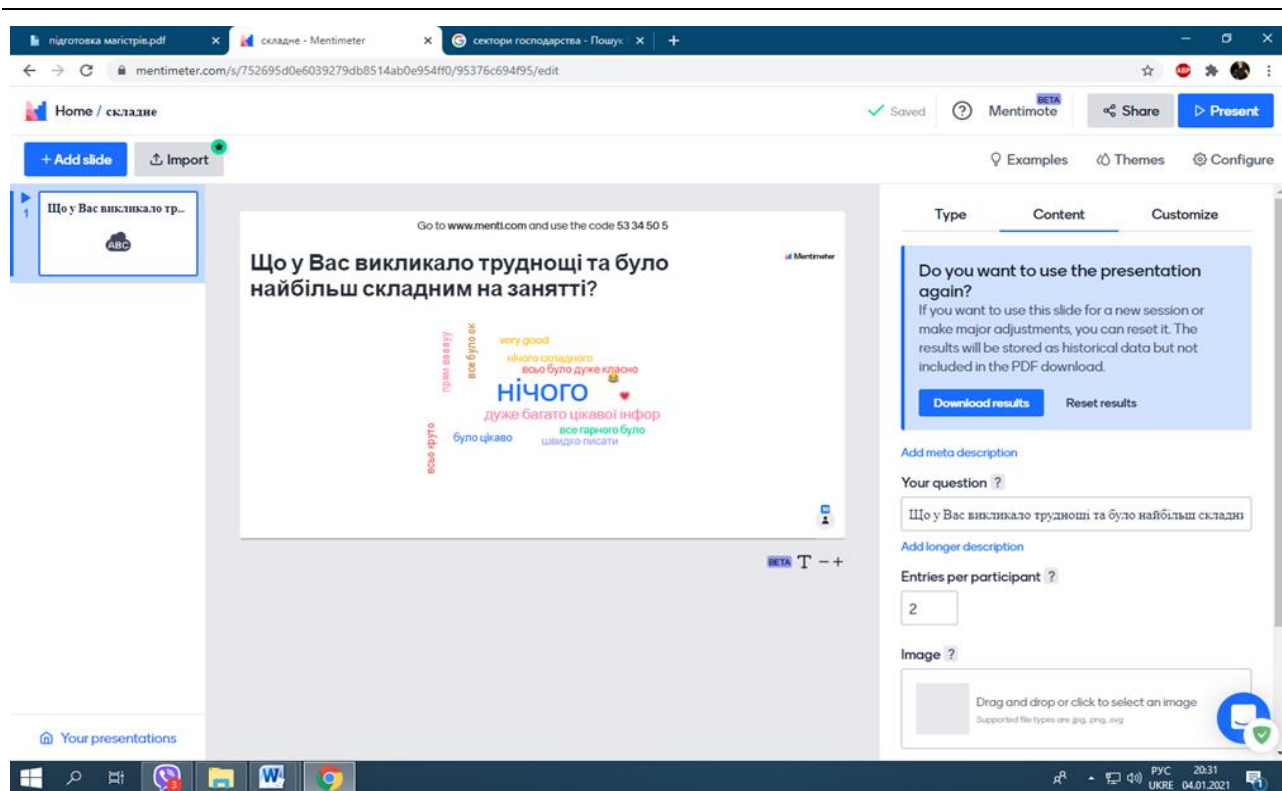 підготовка магістрів.pdf
складне - Mentimeter
сектори господарства - Пошук
mentimeter.com/s/752695d0e6039279db8514ab0e954ff0/95376c694f95/edit
ABP
Home / складне
Saved
Mentimote
BETA
Share
Present
+ Add slide
Import
Examples
Themes
Configure
1
Що у Вас викликало тр...
ABC
Go to www.menti.com and use the code 53 34 50 5
Mentimeter
Що у Вас викликало труднощі та було
найбільш складним на занятті?
прям вавауу
все було ок
very good
нічого складного
всьо було дуже класно
нічого
дуже багато цікавої інфор
все гарного було
було цікаво
швидко писати
всьо круто
10
BETA T − +
Type
Content
Customize
Do you want to use the presentation
again?
If you want to use this slide for a new session or
make major adjustments, you can reset it. The
results will be stored as historical data but not
included in the PDF download.
Download results
Reset results
Add meta description
Your question ?
Що у Вас викликало труднощі та було найбільш складни
Add longer description
Entries per participant ?
2
Image ?
Drag and drop or click to select an image
Supported file types are jpg, png, svg
Your presentations
3
W
РУС
UKRE
20:31
04.01.2021
1